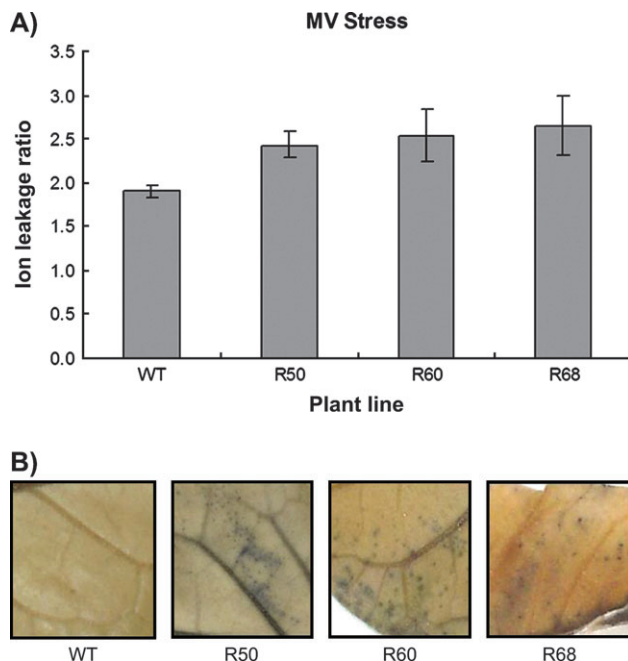 A)
MV Stress
Ion leakage ratio
3.5
3.0
2.5
2.0
1.5
1.0
0.5
0.0
WT R50 R60 R68
Plant line
B)
WT R50 R60 R68